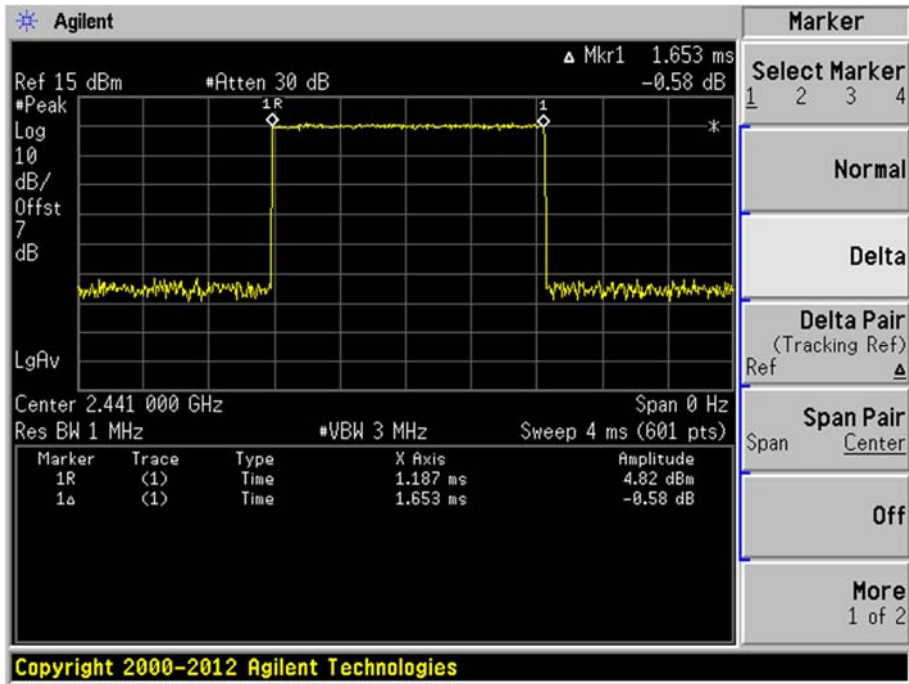 Agilent
Marker
Δ Mkr1 1.653 ms
Ref 15 dBm #Atten 30 dB -0.58 dB
#Peak
Log
10
dB/
Offst
7
dB
LgAv
1R
1
*
Center 2.441 000 GHz Span 0 Hz
Res BW 1 MHz #VBW 3 MHz Sweep 4 ms (601 pts)
Marker Trace Type X Axis Amplitude
1R (1) Time 1.187 ms 4.82 dBm
1Δ (1) Time 1.653 ms -0.58 dB
Select Marker
1 2 3 4
Normal
Delta
Delta Pair
(Tracking Ref)
Ref Δ
Span Pair
Span Center
Off
More
1 of 2
Copyright 2000-2012 Agilent Technologies